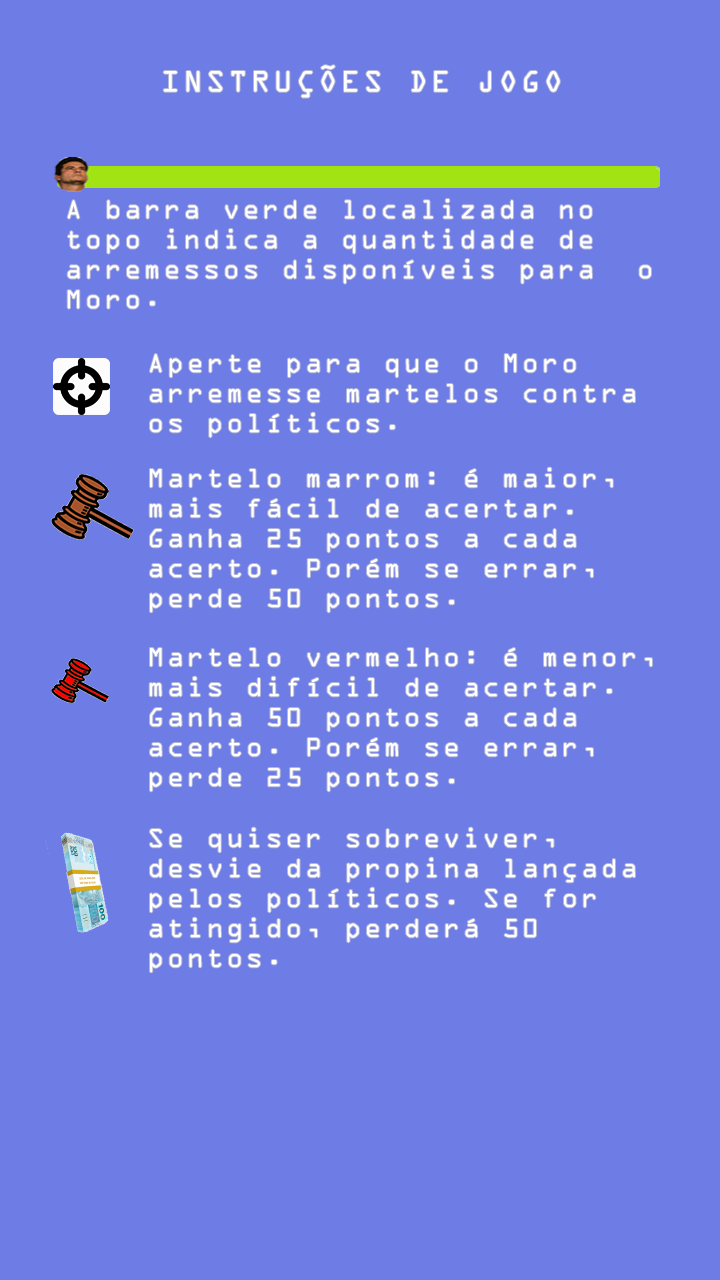 INSTRUÇÕES DE JOGO
A barra verde localizada no
topo indica a quantidade de
arremessos disponíveis para  o
Moro.
Aperte para que o Moro
arremesse martelos contra
os políticos.
Martelo marrom: é maior,
mais fácil de acertar.
Ganha 25 pontos a cada
acerto. Porém se errar,
perde 50 pontos.
Martelo vermelho: é menor,
mais difícil de acertar.
Ganha 50 pontos a cada
acerto. Porém se errar,
perde 25 pontos.
Se quiser sobreviver,
desvie da propina lançada
pelos políticos. Se for
atingido, perderá 50
pontos.